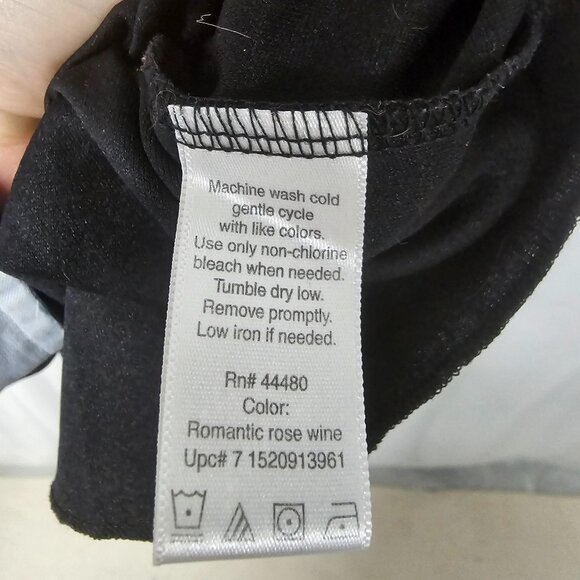 Machine wash cold
gentle cycle
with like colors.
Use only non-chlorine
bleach when needed.
Tumble dry low.
Remove promptly.
Low iron if needed.
Rn# 44480
Color:
Romantic rose wine
Upc# 7 1520913961